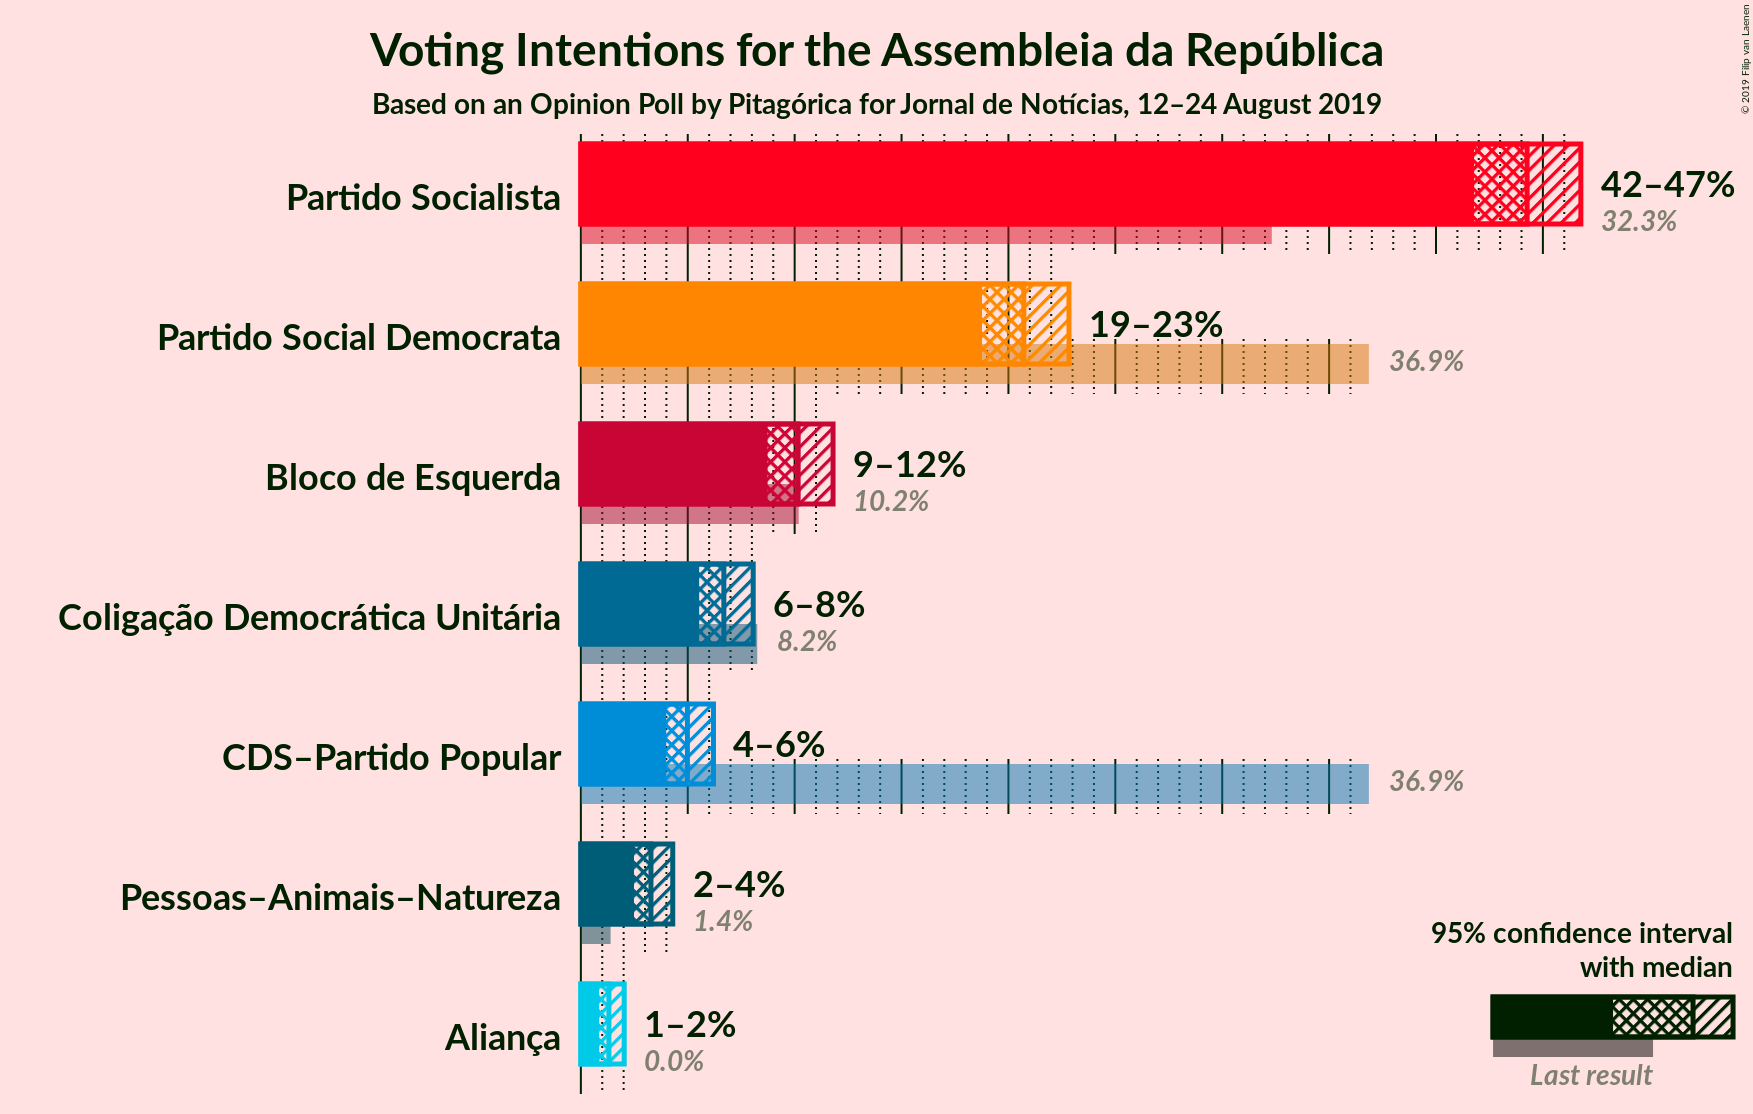 Voting Intentions for the Assembleia da República
Based on an Opinion Poll by Pitagórica for Jornal de Notícias, 12–24 August 2019
© 2019 Filip van Laenen
Partido Socialista
42–47%
32.3%
Partido Social Democrata
19–23%
36.9%
Bloco de Esquerda
9–12%
10.2%
Coligação Democrática Unitária
6–8%
8.2%
CDS–Partido Popular
4–6%
36.9%
Pessoas–Animais–Natureza
2–4%
1.4%
Aliança
1–2%
0.0%
95% confidence interval
with median
Last result